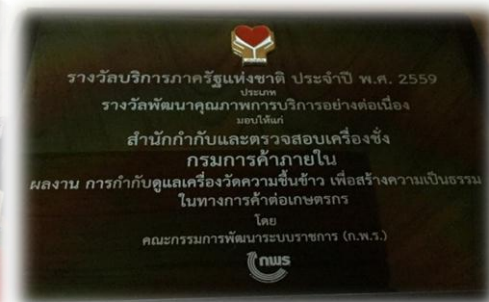 รางวัลบริการภาครัฐแห่งชาติ ประจำปี พ.ศ. 2559
ประเภท
รางวัลพัฒนาคุณภาพการบริการอย่างต่อเนื่อง
มอบให้แก่
สำนักกำกับและตรวจสอบเครื่องชั่ง
กรมการค้าภายใน
ผลงาน การกำกับดูแลเครื่องวัดความชื้นข้าว เพื่อสร้างความเป็นธรรม
ในทางการค้าต่อเกษตรกร
โดย
คณะกรรมการพัฒนาระบบราชการ (ก.พ.ร.)
กพร